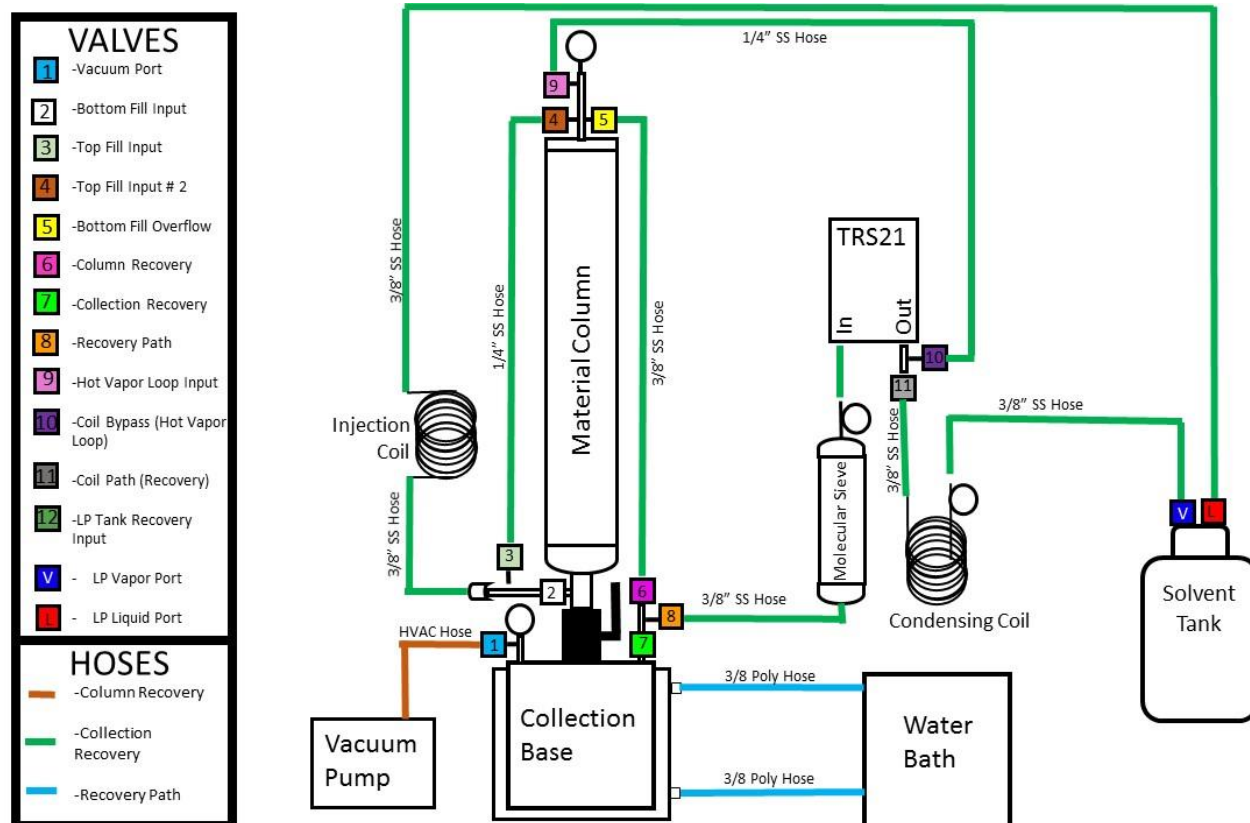 VALVES
1 -Vacuum Port
2 -Bottom Fill Input
3 -Top Fill Input
4 -Top Fill Input # 2
5 -Bottom Fill Overflow
6 -Column Recovery
7 -Collection Recovery
8 -Recovery Path
9 -Hot Vapor Loop Input
10 -Coil Bypass (Hot Vapor
Loop)
11 -Coil Path (Recovery)
12 -LP Tank Recovery
Input
V - LP Vapor Port
L - LP Liquid Port
HOSES
-Column Recovery
-Collection
Recovery
-Recovery Path
1/4” SS Hose
9
4
5
3/8” SS Hose
1/4” SS Hose
Material Column
3/8” SS Hose
TRS21
In
Out
10
11
Injection
Coil
3/8” SS Hose
3/8” SS Hose
3/8” SS Hose
Molecular Sieve
V
L
3
2
6
8
7
3/8” SS Hose
Condensing Coil
Solvent
Tank
HVAC Hose
1
3/8 Poly Hose
Collection
Base
Water
Bath
Vacuum
Pump
3/8 Poly Hose